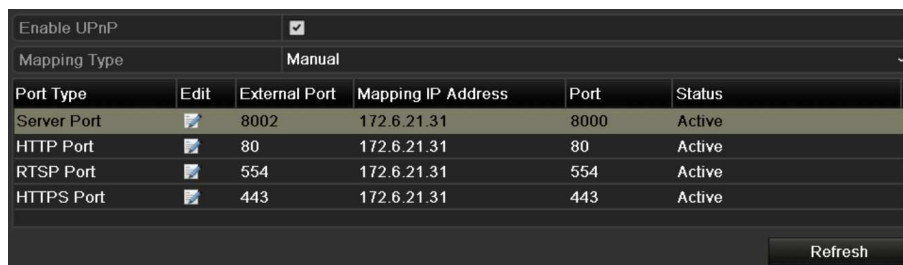 Enable UPnP
Mapping Type Manual
Port Type Edit External Port Mapping IP Address Port Status
Server Port 8002 172.6.21.31 8000 Active
HTTP Port 80 172.6.21.31 80 Active
RTSP Port 554 172.6.21.31 554 Active
HTTPS Port 443 172.6.21.31 443 Active
Refresh